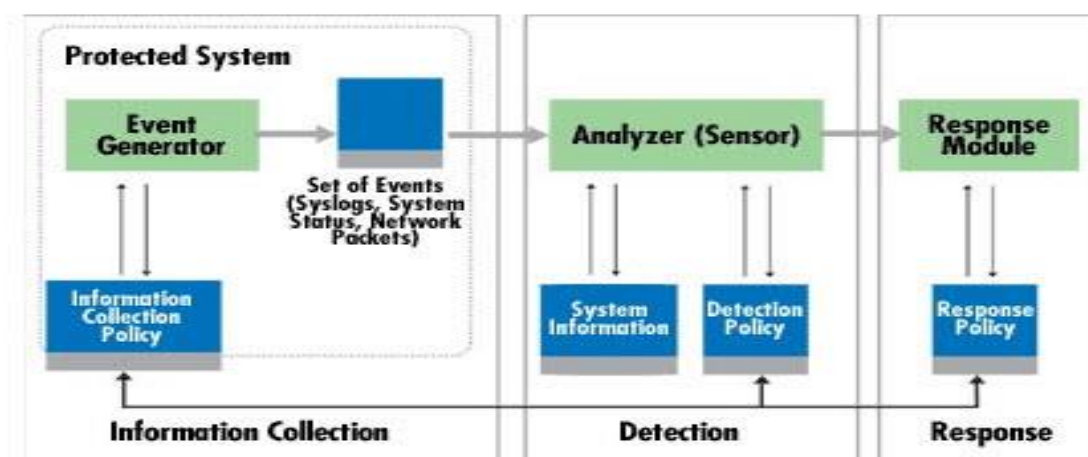 Protected System
Event
Generator
Set of Events
(Syslogs, System
Status, Network
Packets)
Information
Collection
Policy
Information Collection
Analyzer (Sensor)
System
Information
Detection
Policy
Detection
Response
Module
Response
Policy
Response